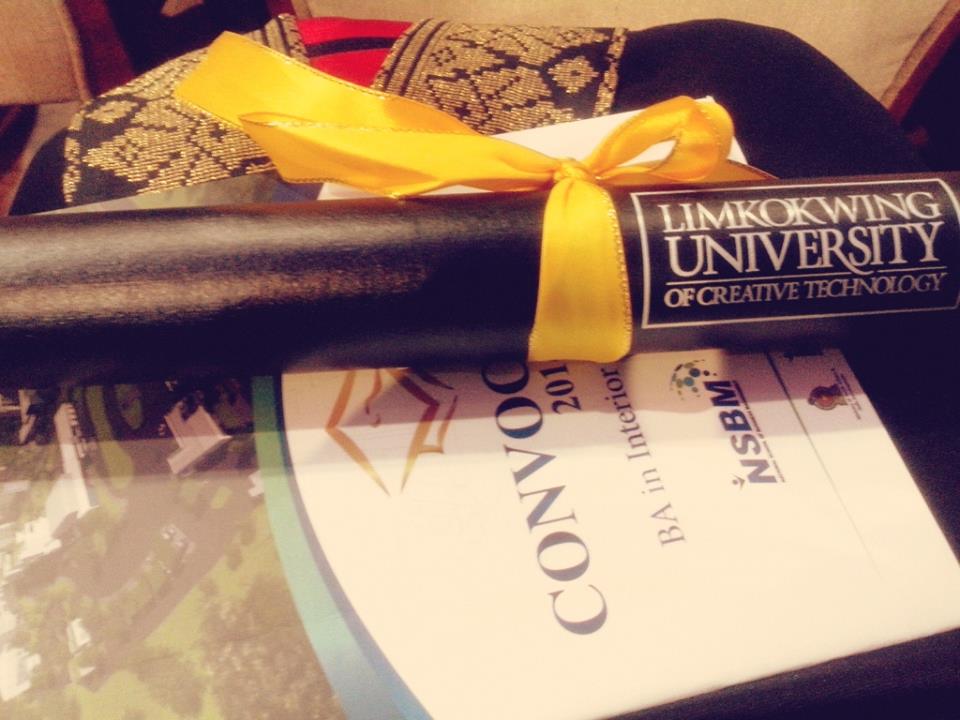 LIMKOKWING
UNIVERSITY
OF CREATIVE TECHNOLOGY
CONVOC
201
BA in Interior
NSBM